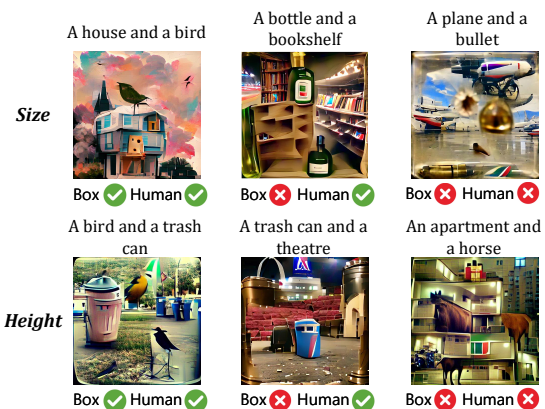 A house and a bird
A bottle and a
bookshelf
A plane and a
bullet
Size
Box Human
Box Human
Box Human
A bird and a trash
can
A trash can and a
theatre
An apartment and
a horse
Height
Box Human
Box Human
Box Human